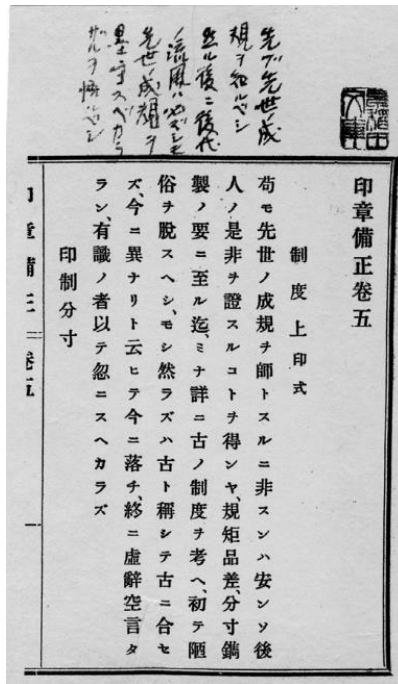 先ヅ先世ノ成
規ヲ知ルベシ
然ル後ニ後代
ノ流風ハ必ズシモ
先世ノ成規ヲ
墨守スベカラ
ザルヲ悟ルベシ
印章備正卷五
制度上印式
苟モ先世ノ成規ヲ師トスルニ非スンハ安ンソ後
人ノ是非ヲ證スルコトヲ得ンヤ、規矩品差、分寸鑄
製ノ要ニ至ル迄、ミナ詳ニ古ノ制度ヲ考ヘ、初テ陋
俗ヲ脱スヘシ、モシ然ラズハ古ト稱シテ古ニ合セ
ズ、今ニ異ナリト云ヒテ今ニ落チ、終ニ虛辭空言タ
ラン、有識ノ者以テ忽ニスヘカラズ
印制分寸
印章備正 卷五